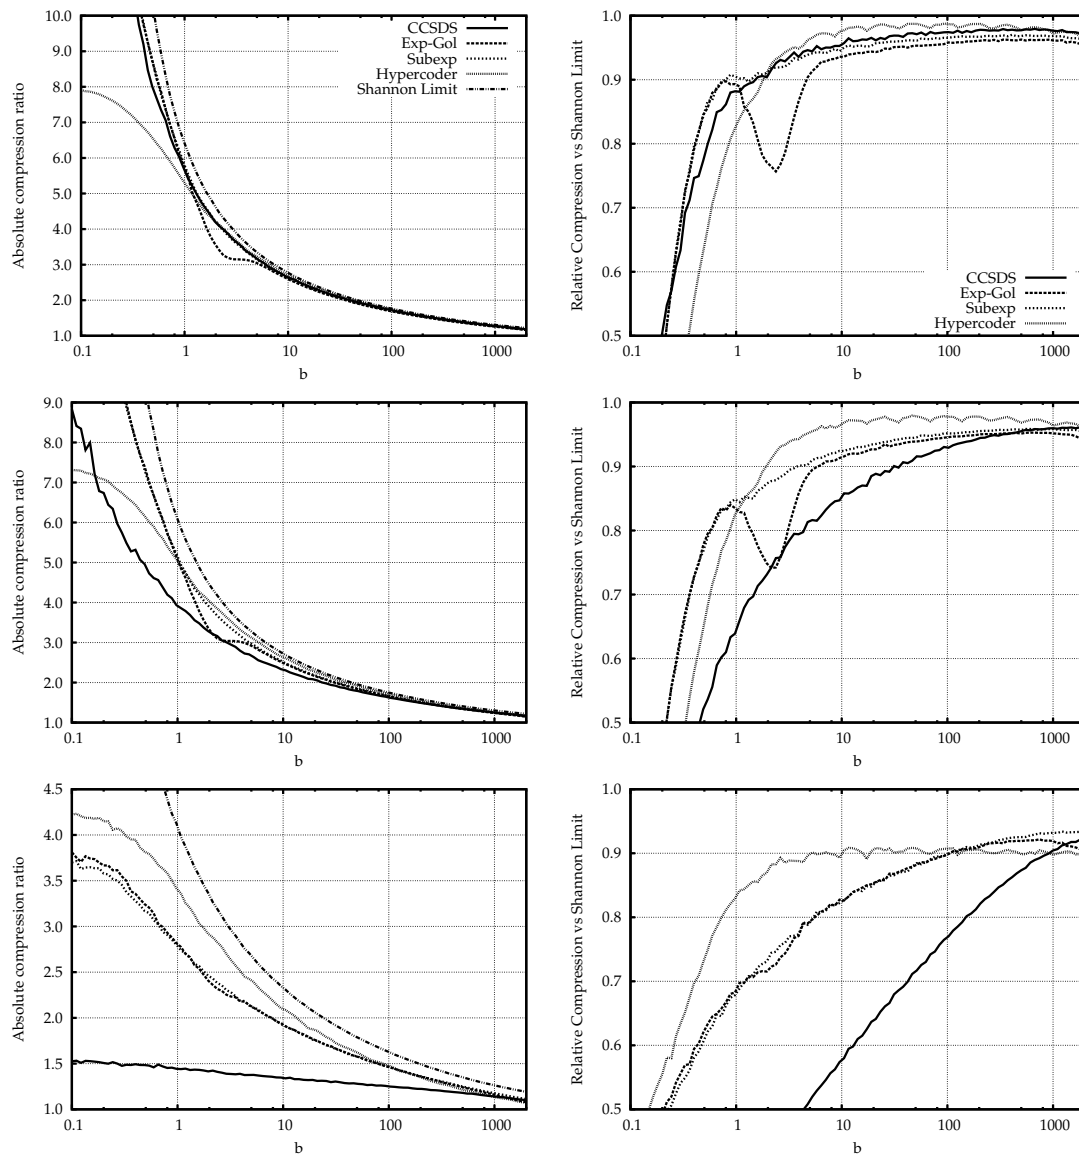 10.0
9.0
8.0
7.0
6.0
5.0
4.0
3.0
2.0
1.0
Absolute compression ratio
CCSDS
Exp-Gol
Subexp
Hypercoder
Shannon Limit
0.1 1 10 100 1000
b
1.0
0.9
0.8
0.7
0.6
0.5
Relative Compression vs Shannon Limit
CCSDS
Exp-Gol
Subexp
Hypercoder
0.1 1 10 100 1000
b
9.0
8.0
7.0
6.0
5.0
4.0
3.0
2.0
1.0
Absolute compression ratio
0.1 1 10 100 1000
b
1.0
0.9
0.8
0.7
0.6
0.5
Relative Compression vs Shannon Limit
0.1 1 10 100 1000
b
4.5
4.0
3.5
3.0
2.5
2.0
1.5
1.0
Absolute compression ratio
0.1 1 10 100 1000
b
1.0
0.9
0.8
0.7
0.6
0.5
Relative Compression vs Shannon Limit
0.1 1 10 100 1000
b